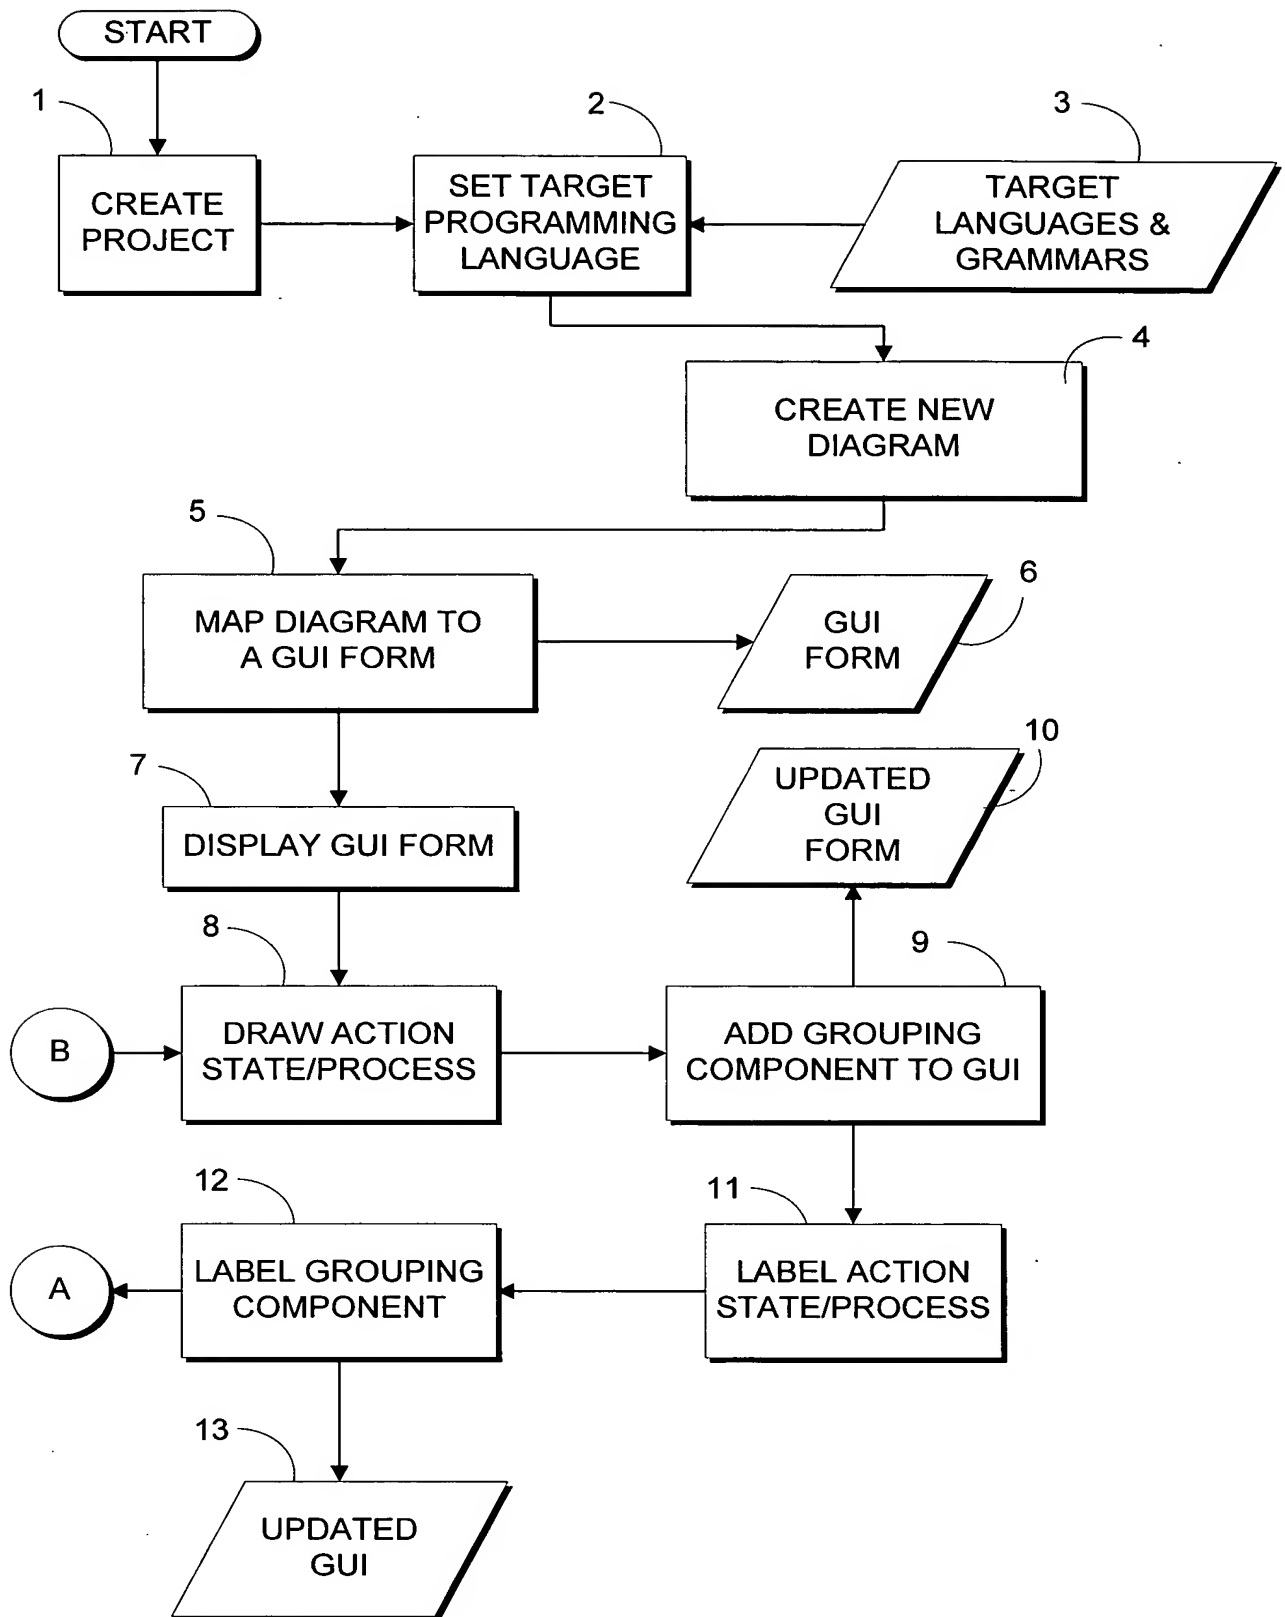 START
1
2
3
CREATE
PROJECT
SET TARGET
PROGRAMMING
LANGUAGE
TARGET
LANGUAGES &
GRAMMARS
4
CREATE NEW
DIAGRAM
5
MAP DIAGRAM TO
A GUI FORM
6
GUI
FORM
7
DISPLAY GUI FORM
10
UPDATED
GUI
FORM
8
9
B
DRAW ACTION
STATE/PROCESS
ADD GROUPING
COMPONENT TO GUI
12
11
A
LABEL GROUPING
COMPONENT
LABEL ACTION
STATE/PROCESS
13
UPDATED
GUI